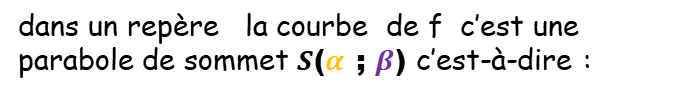 dans un repère la courbe de f c'est une
parabole de sommet S(α ; β) c'est-à-dire :